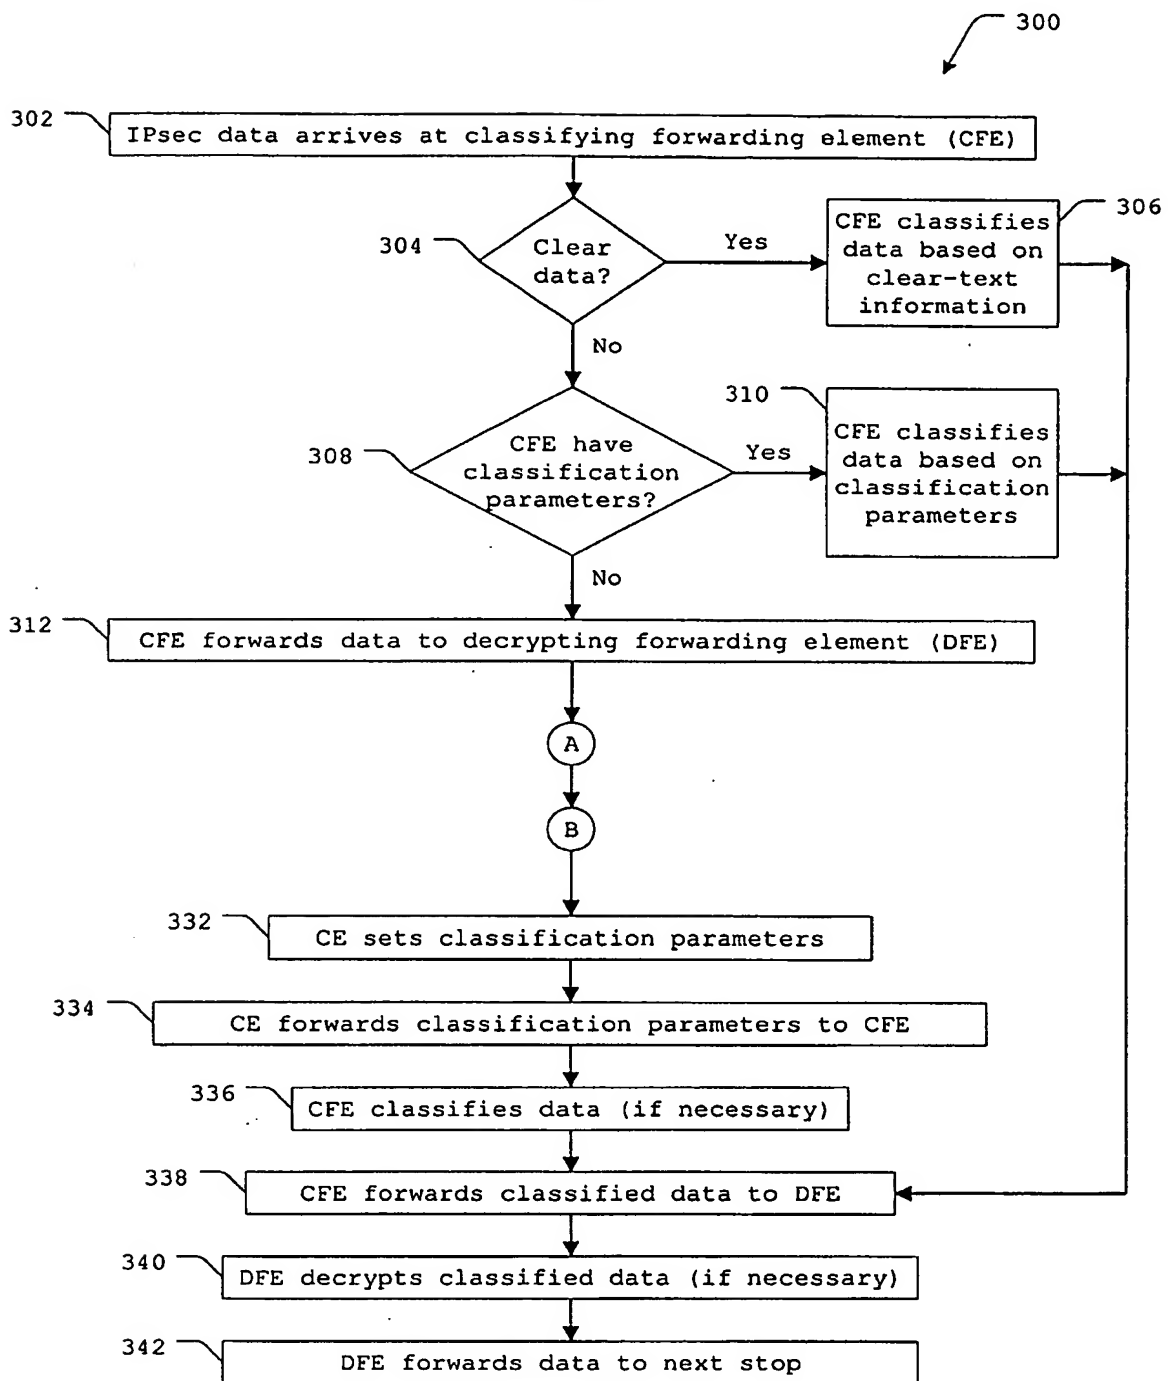 300
302
IPsec data arrives at classifying forwarding element (CFE)
304
Clear
data?
Yes
306
CFE classifies
data based on
clear-text
information
No
308
CFE have
classification
parameters?
Yes
310
CFE classifies
data based on
classification
parameters
No
312
CFE forwards data to decrypting forwarding element (DFE)
A
B
332
CE sets classification parameters
334
CE forwards classification parameters to CFE
336
CFE classifies data (if necessary)
338
CFE forwards classified data to DFE
340
DFE decrypts classified data (if necessary)
342
DFE forwards data to next stop